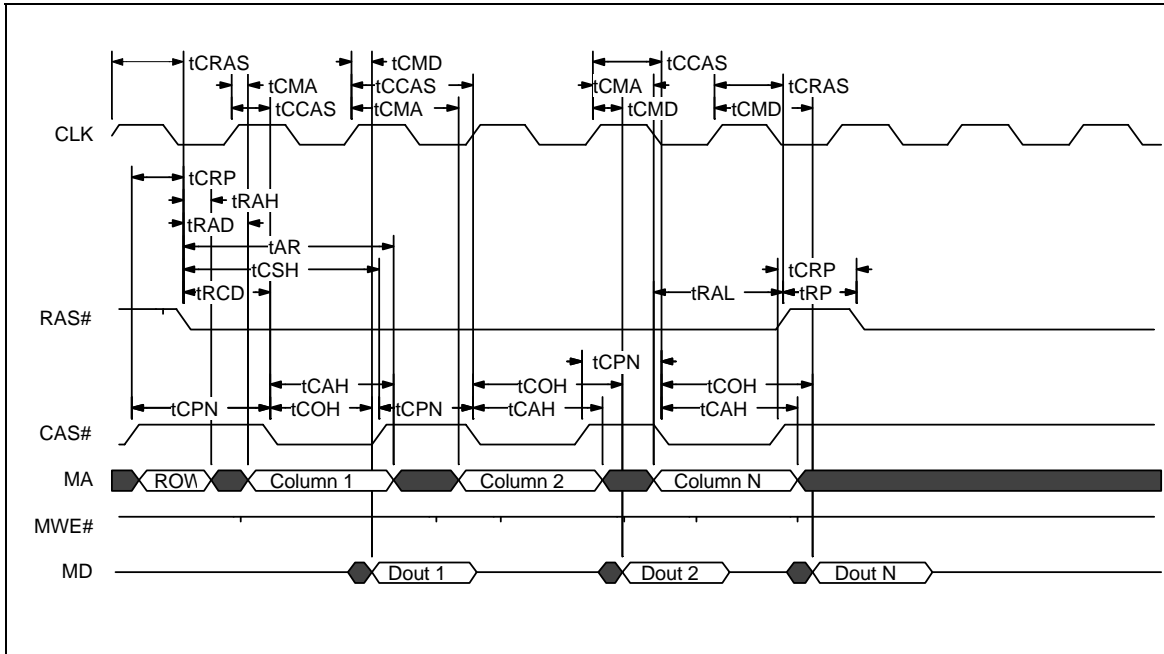 tCRAS tCMD tCCAS
tCMA tCCAS tCMA tCRAS
tCCAS tCMA tCMD tCMD
CLK
tCRP
tRAH
tRAD
tAR
tCSH tCRP
tRCD tRAL tRP
RAS#
tCPN
tCAH tCOH tCOH
tCPN tCOH tCPN tCAH tCAH
CAS#
MA ROW Column 1 Column 2 Column N
MWE#
MD Dout 1 Dout 2 Dout N